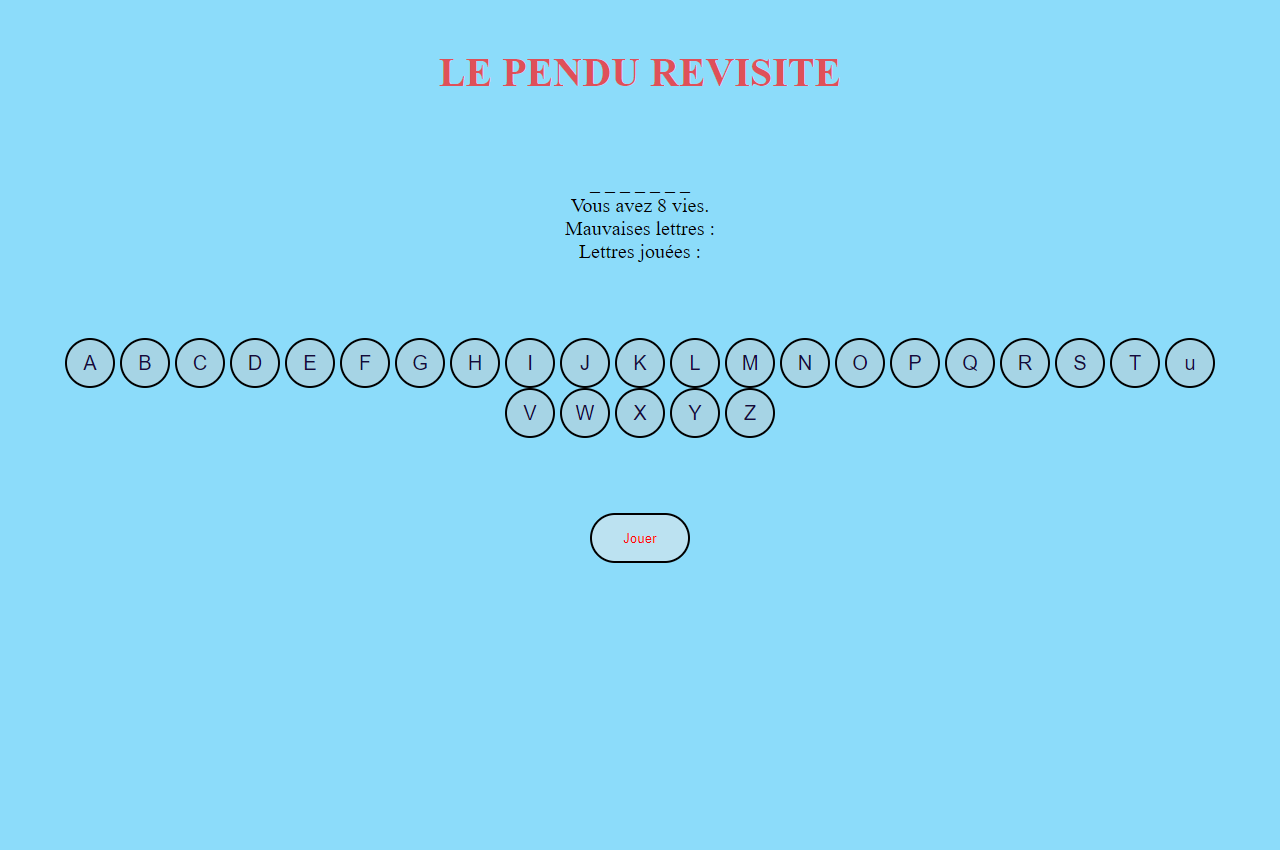 LE PENDU REVISITE
_ _ _ _ _ _ _
Vous avez 8 vies.
Mauvaises lettres :
Lettres jouées :
A B C D E F G H I J K L M N O P Q R S T u
V W X Y Z
Jouer